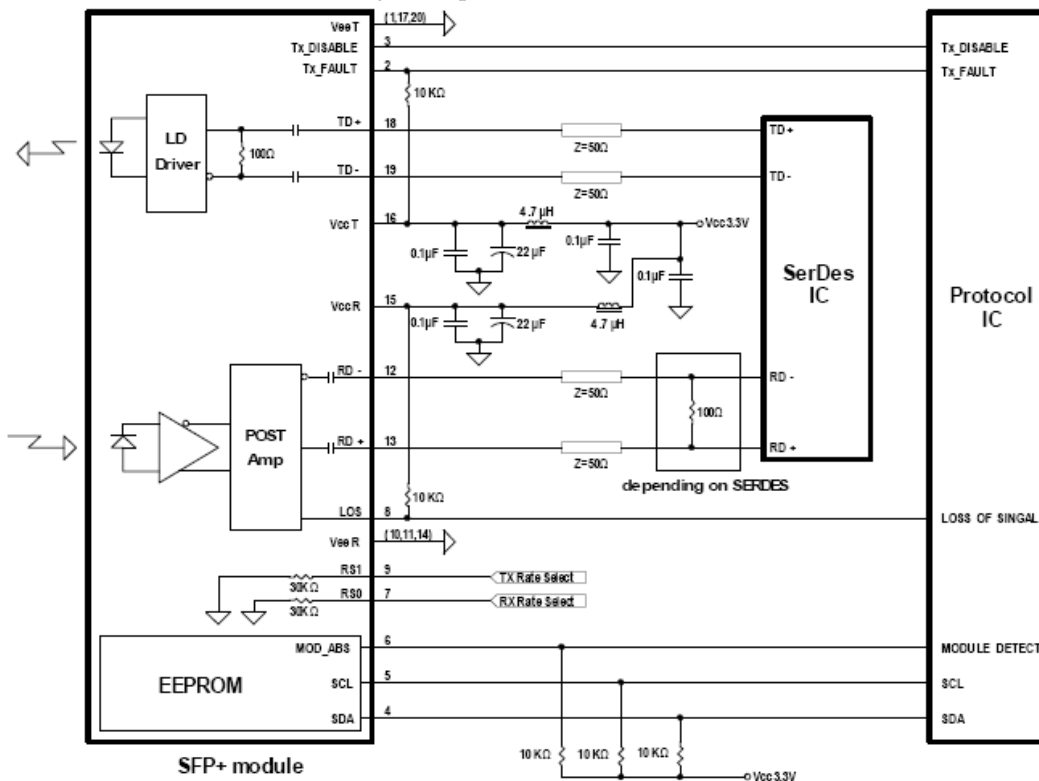 VeeT (1,17,20)
Tx_DISABLE 3 Tx_DISABLE
Tx_FAULT 2 Tx_FAULT
10 KΩ
LD
Driver
100Ω
TD+ 18 TD+
Z=50Ω
TD- 19 TD-
Z=50Ω
VccT 16 4.7 μH Vcc3.3V
0.1μF 22 μF 0.1μF 0.1μF
SerDes
IC
Protocol
IC
VccR 15
0.1μF 22 μF 4.7 μH
RD - 12 RD -
Z=50Ω
100Ω
POST
Amp
RD + 13 RD +
Z=50Ω
depending on SERDES
10 KΩ
LOS 8 LOSS OF SINGAL
VeeR (10,11,14)
RS1 9 TX Rate Select
30KΩ
RS0 7 RX Rate Select
30KΩ
MOD_ABS 6 MODULE DETECT
EEPROM
SCL 5 SCL
SDA 4 SDA
10 KΩ 10 KΩ 10 KΩ
Vcc3.3V
SFP+ module